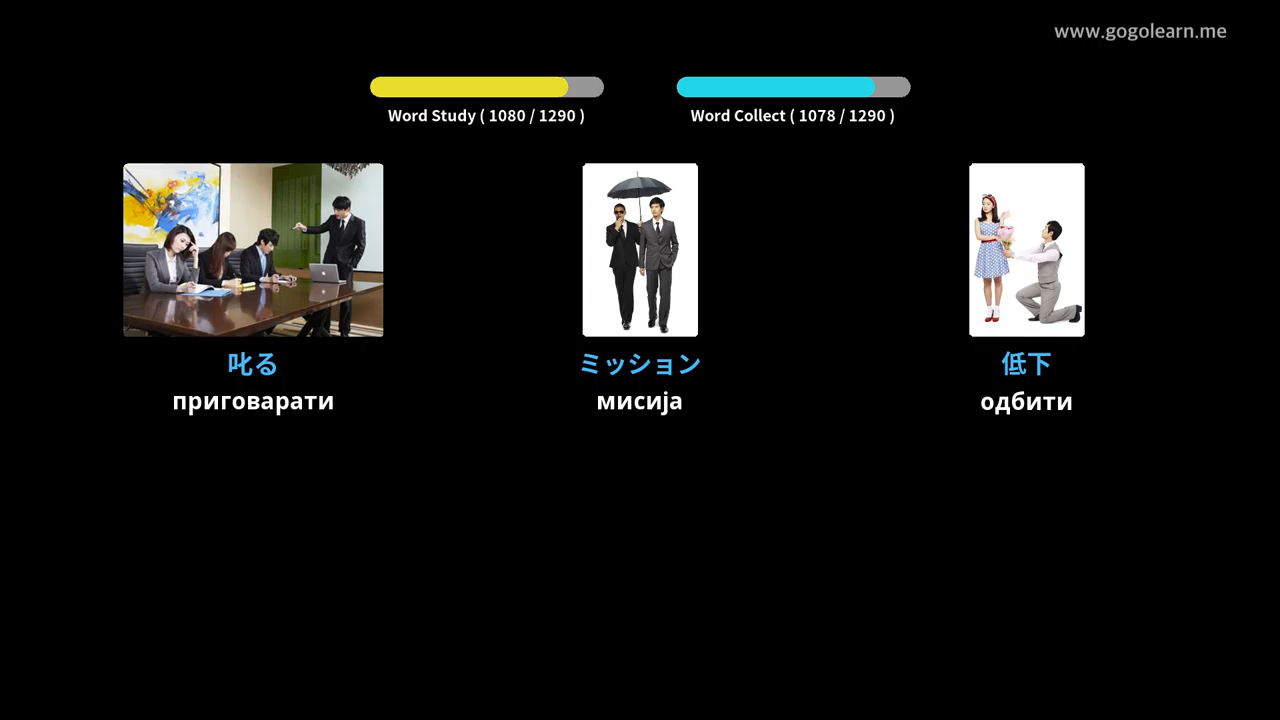 www.gogolearn.me
Word Study ( 1080 / 1290 )
Word Collect ( 1078 / 1290 )
叱る
приговарати
ミッション
мисија
低下
одбити